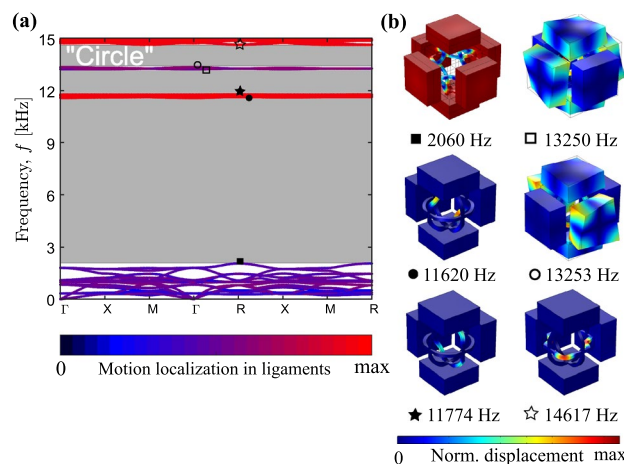 (a)
"Circle"
Frequency, f [kHz]
15
12
9
6
3
0
Γ X M Γ R X M R
0 Motion localization in ligaments max
(b)
■ 2060 Hz □ 13250 Hz
● 11620 Hz ○ 13253 Hz
★ 11774 Hz ☆ 14617 Hz
0 Norm. displacement max